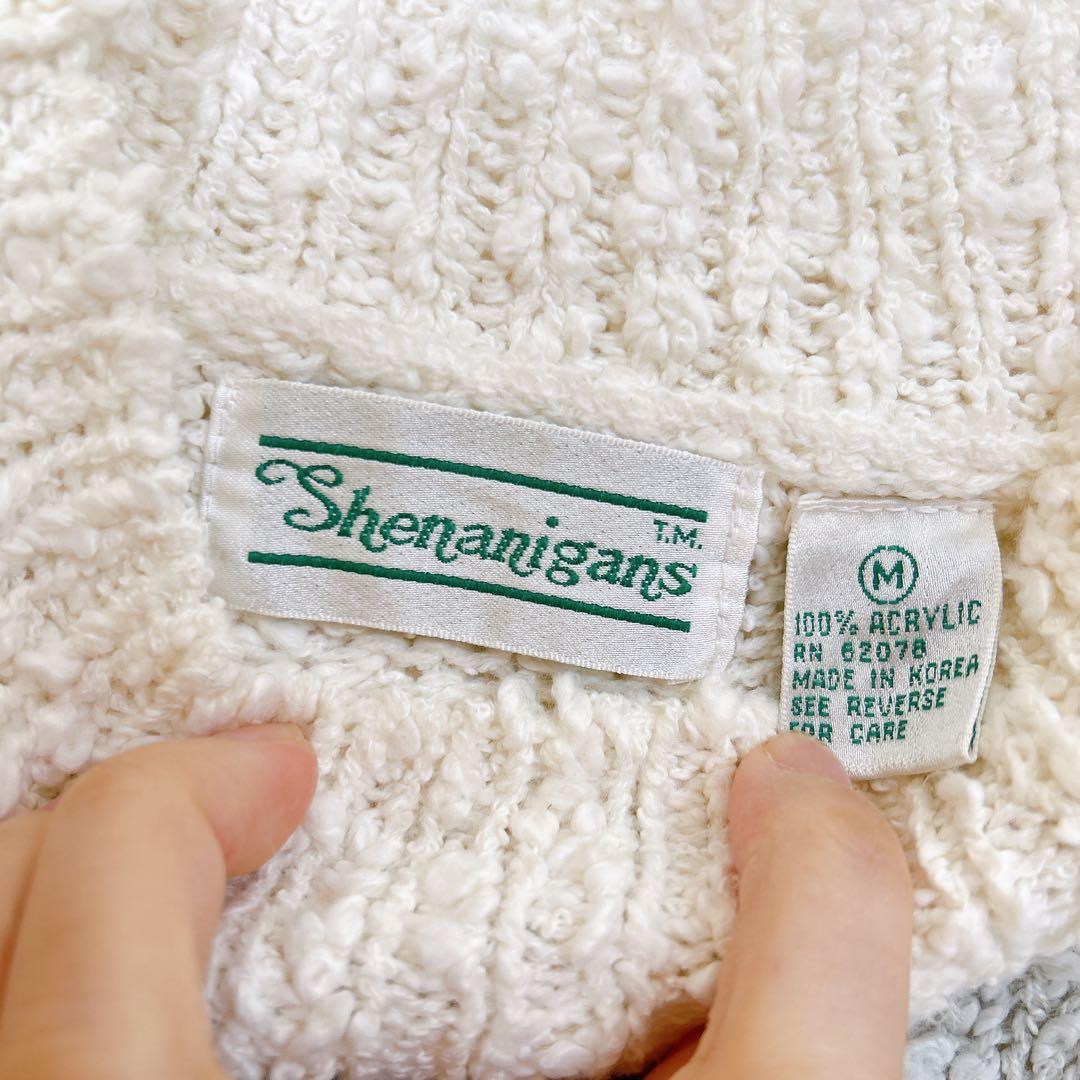 Shenanigans
T.M.
M
100% ACRYLIC
RN 62078
MADE IN KOREA
SEE REVERSE
FOR CARE